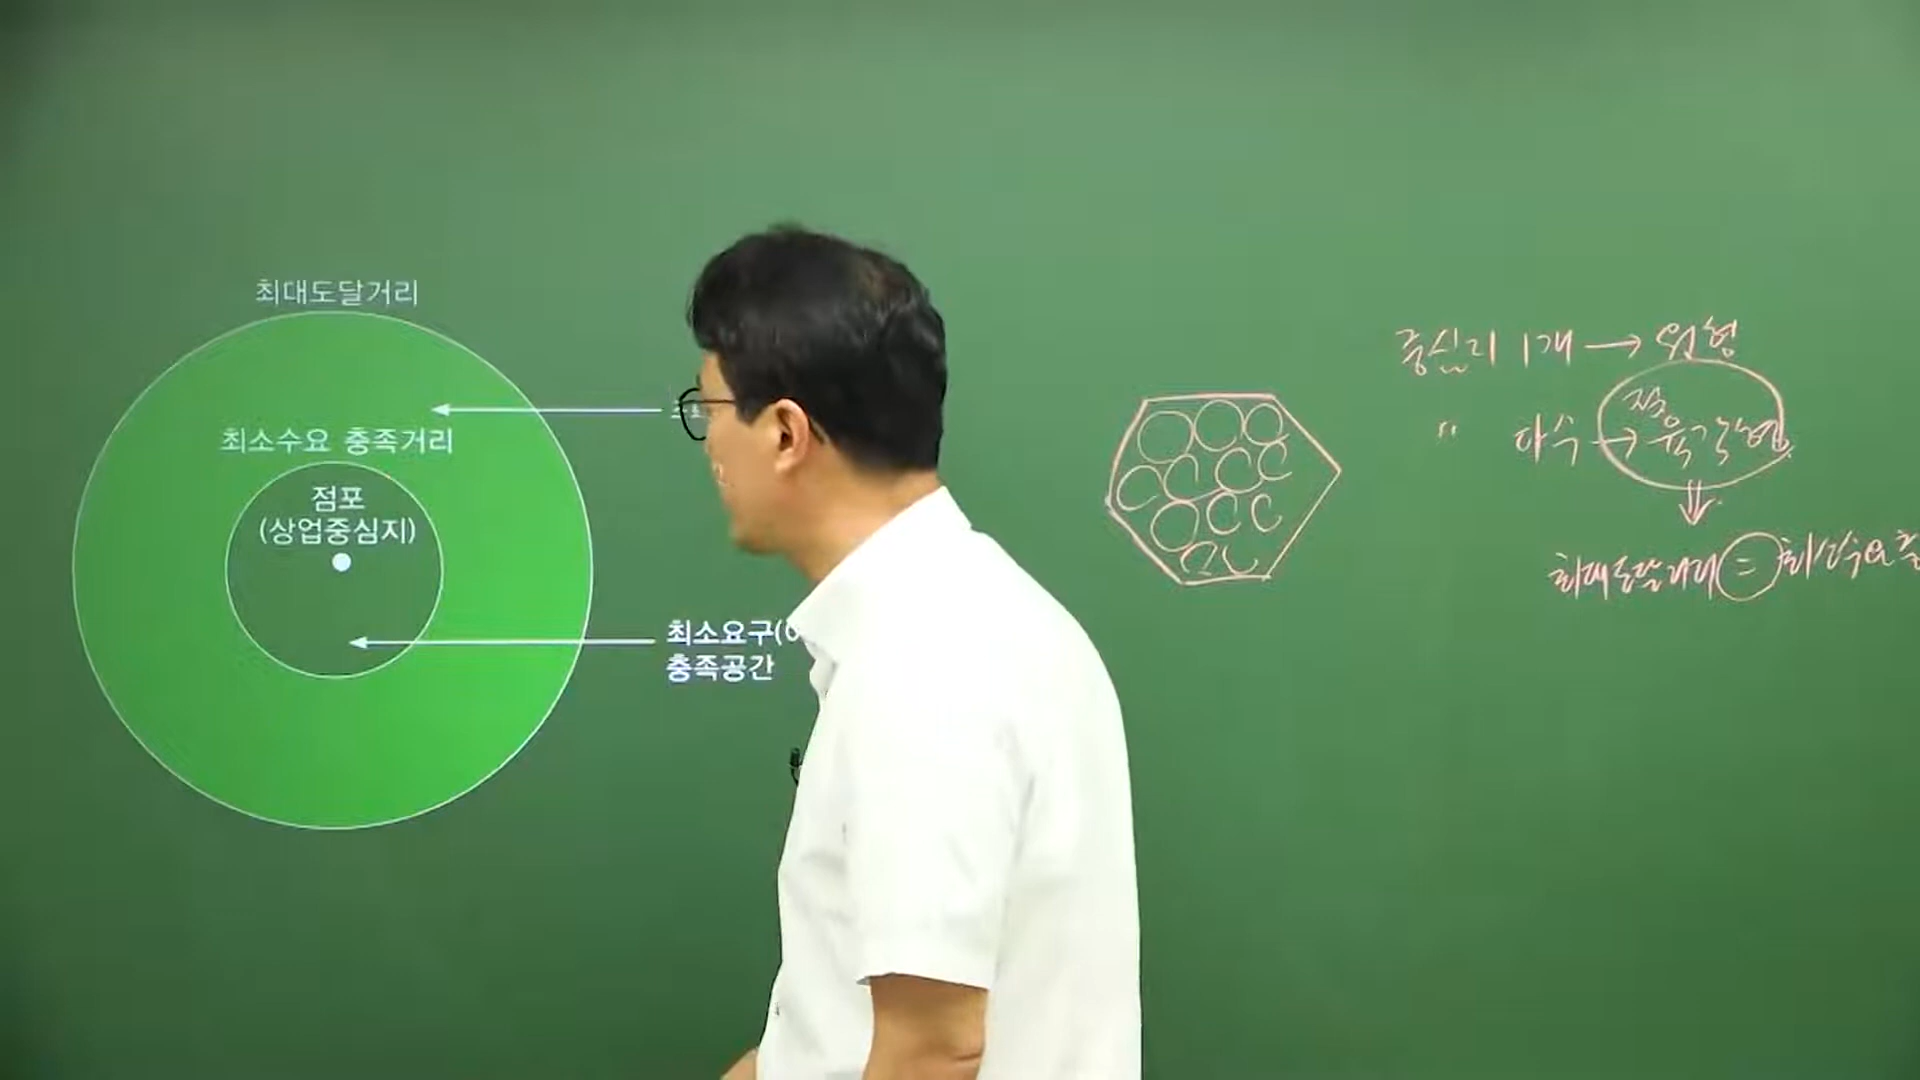 최대도달거리
최소수요 충족거리
점포
(상업중심지)
최소요구(
충족공간
중심지 1개 → 원형
〃 다수 → 정육각형
최대도달거리 = 최소수요충